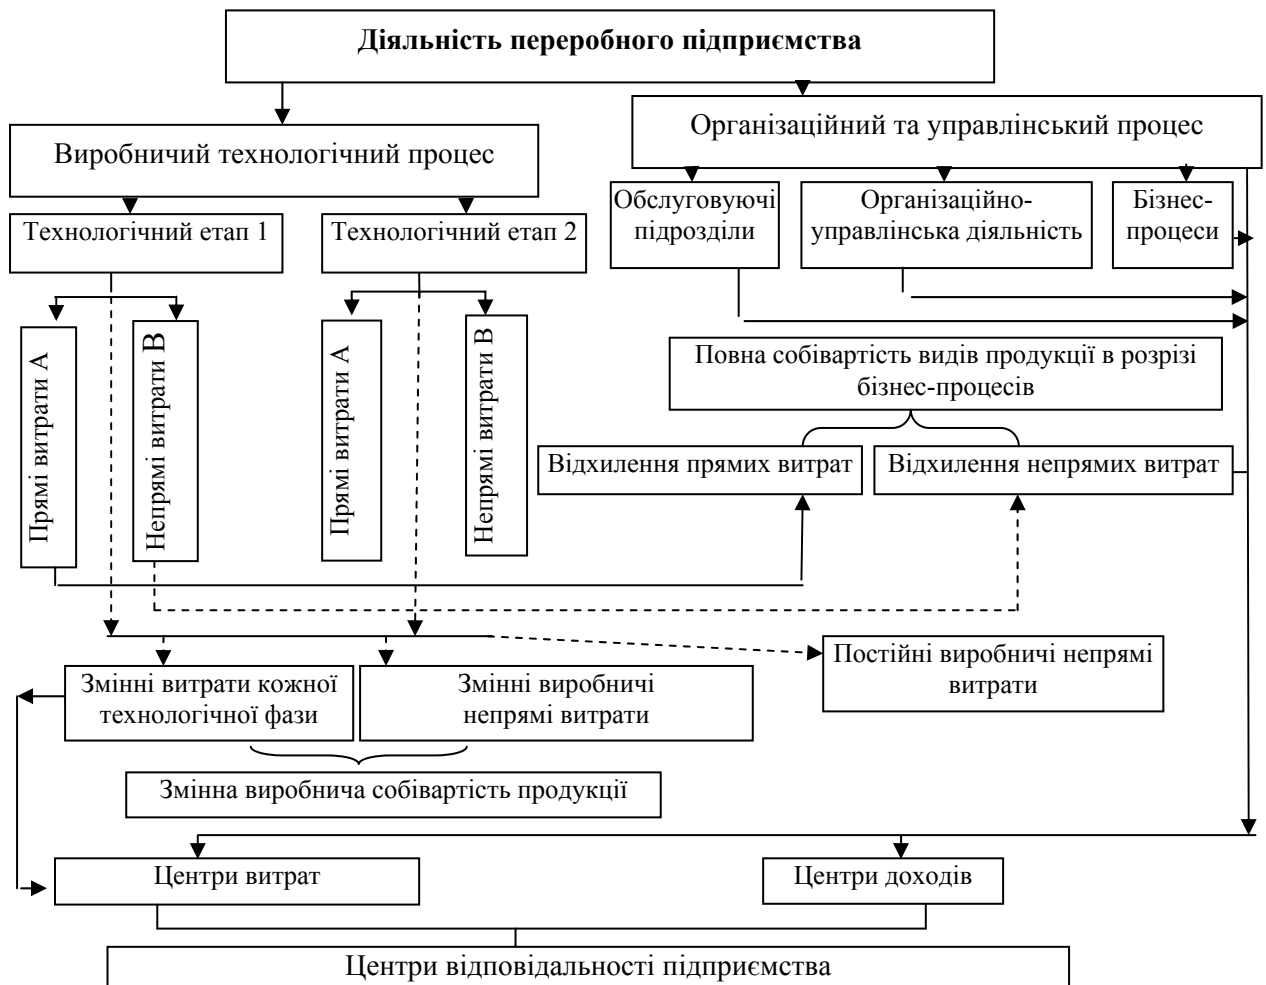 Діяльність переробного підприємства
Організаційний та управлінський процес
Виробничий технологічний процес
Обслуговуючі
підрозділи
Організаційно-
управлінська діяльність
Бізнес-
процеси
Технологічний етап 1
Технологічний етап 2
Прямі витрати А
Непрямі витрати В
Прямі витрати А
Непрямі витрати В
Повна собівартість видів продукції в розрізі
бізнес-процесів
Відхилення прямих витрат
Відхилення непрямих витрат
Постійні виробничі непрямі
витрати
Змінні витрати кожної
технологічної фази
Змінні виробничі
непрямі витрати
Змінна виробнича собівартість продукції
Центри витрат
Центри доходів
Центри відповідальності підприємства